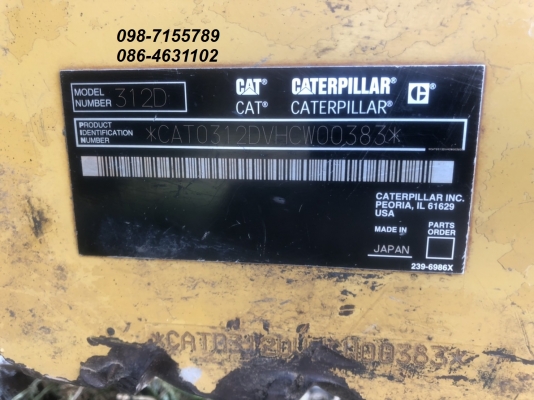 098-7155789
086-4631102
MODEL NUMBER 312D
CAT® CATERPILLAR®
CAT® CATERPILLAR®
PRODUCT IDENTIFICATION NUMBER *CAT0312DVHCW00383*
CATERPILLAR INC.
PEORIA, IL 61629
USA
MADE IN
JAPAN
PARTS ORDER
239-6986X